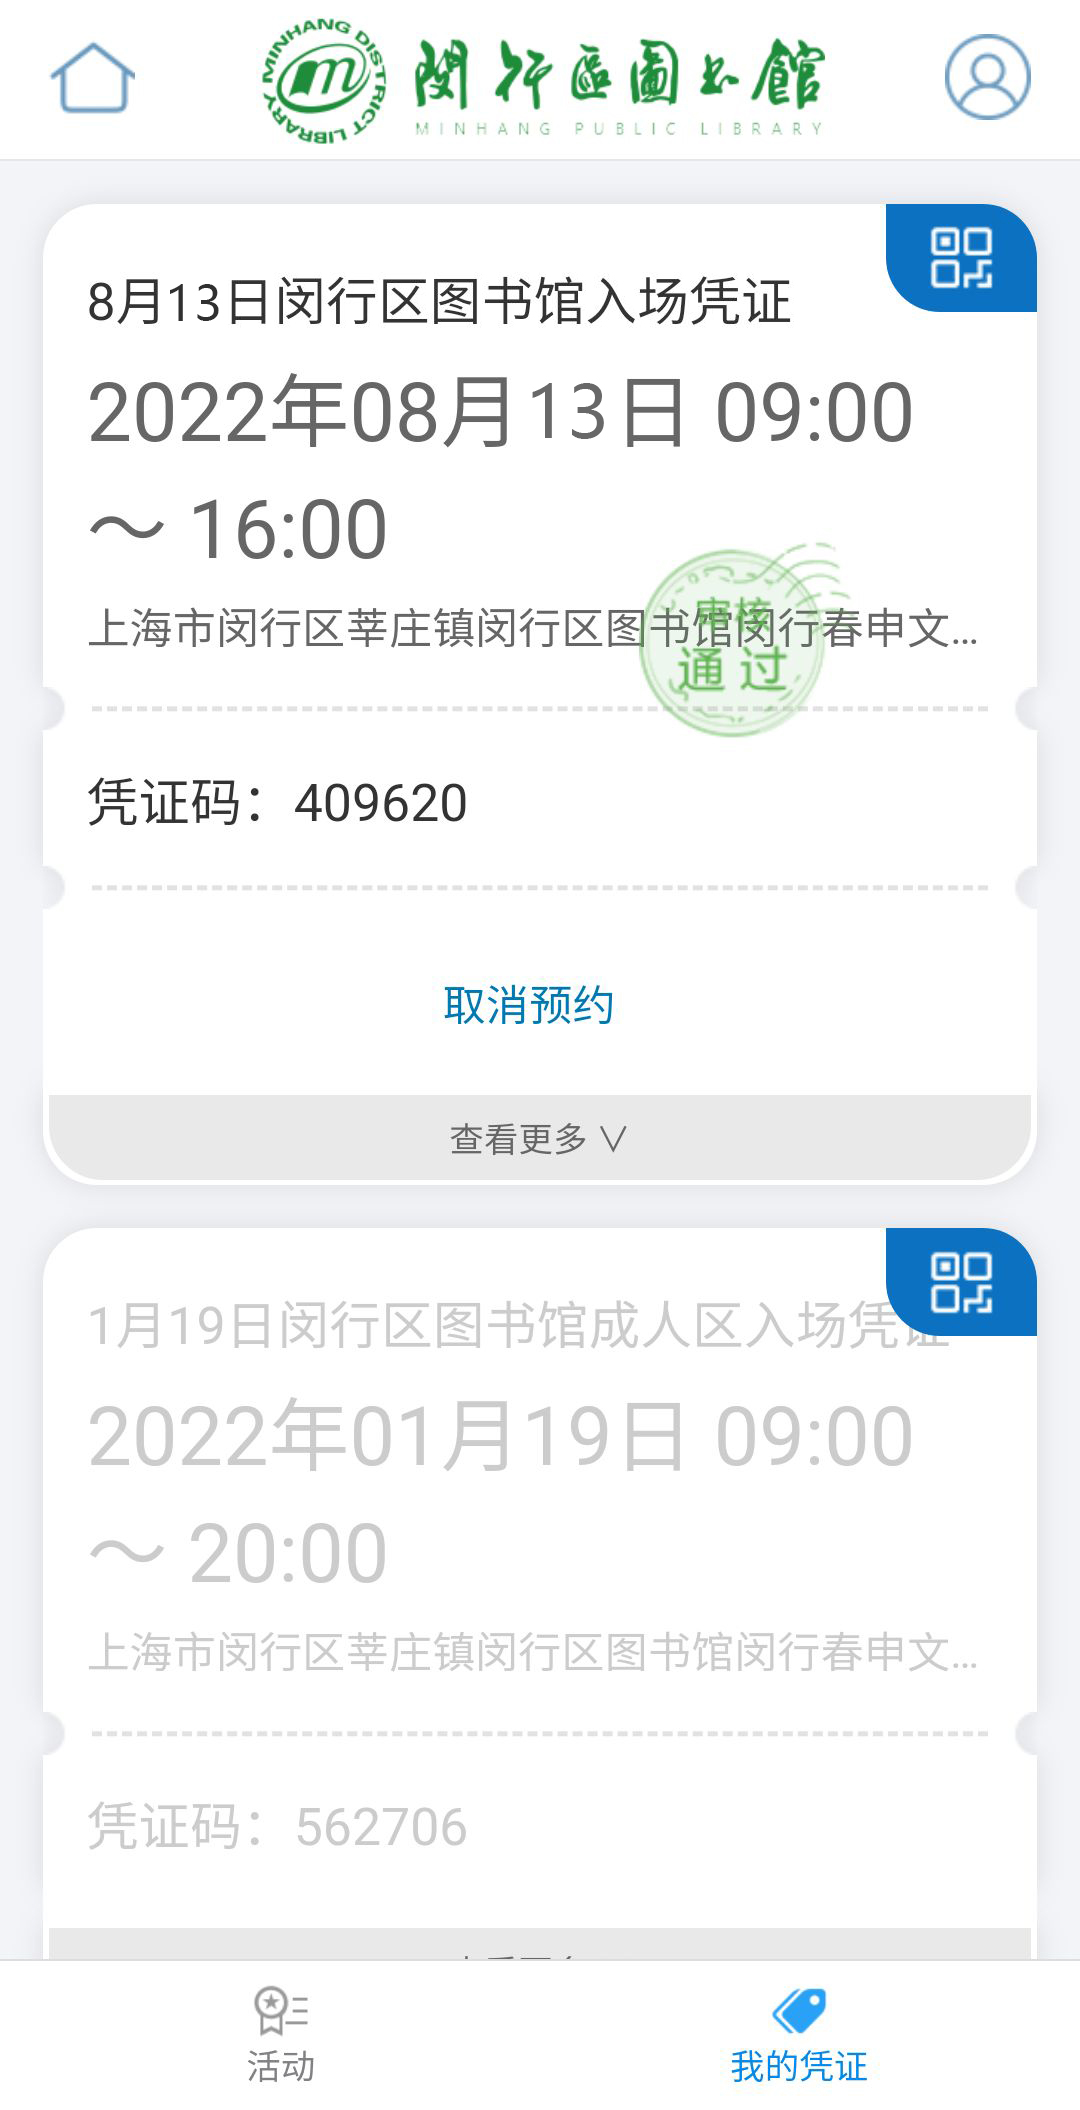 MINHANG DISTRICT LIBRARY
m
闵行區圖书館
MINHANG PUBLIC LIBRARY
8月13日闵行区图书馆入场凭证
2022年08月13日 09:00
～ 16:00
上海市闵行区莘庄镇闵行区图书馆闵行春申文...
审核
通过
凭证码：409620
取消预约
查看更多 ∨
1月19日闵行区图书馆成人区入场凭证
2022年01月19日 09:00
～ 20:00
上海市闵行区莘庄镇闵行区图书馆闵行春申文...
凭证码：562706
活动
我的凭证